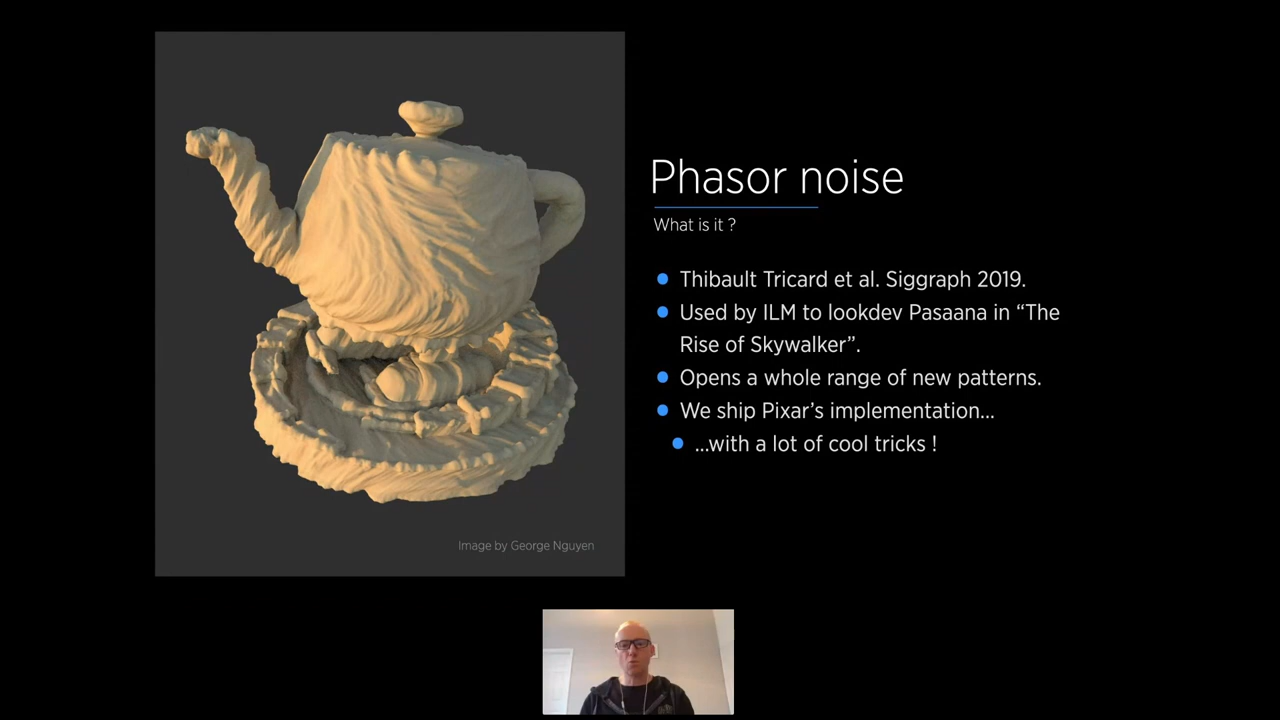 Phasor noise
What is it ?
Thibault Tricard et al. Siggraph 2019.
Used by ILM to lookdev Pasaana in “The
Rise of Skywalker”.
Opens a whole range of new patterns.
We ship Pixar’s implementation…
…with a lot of cool tricks !
Image by George Nguyen